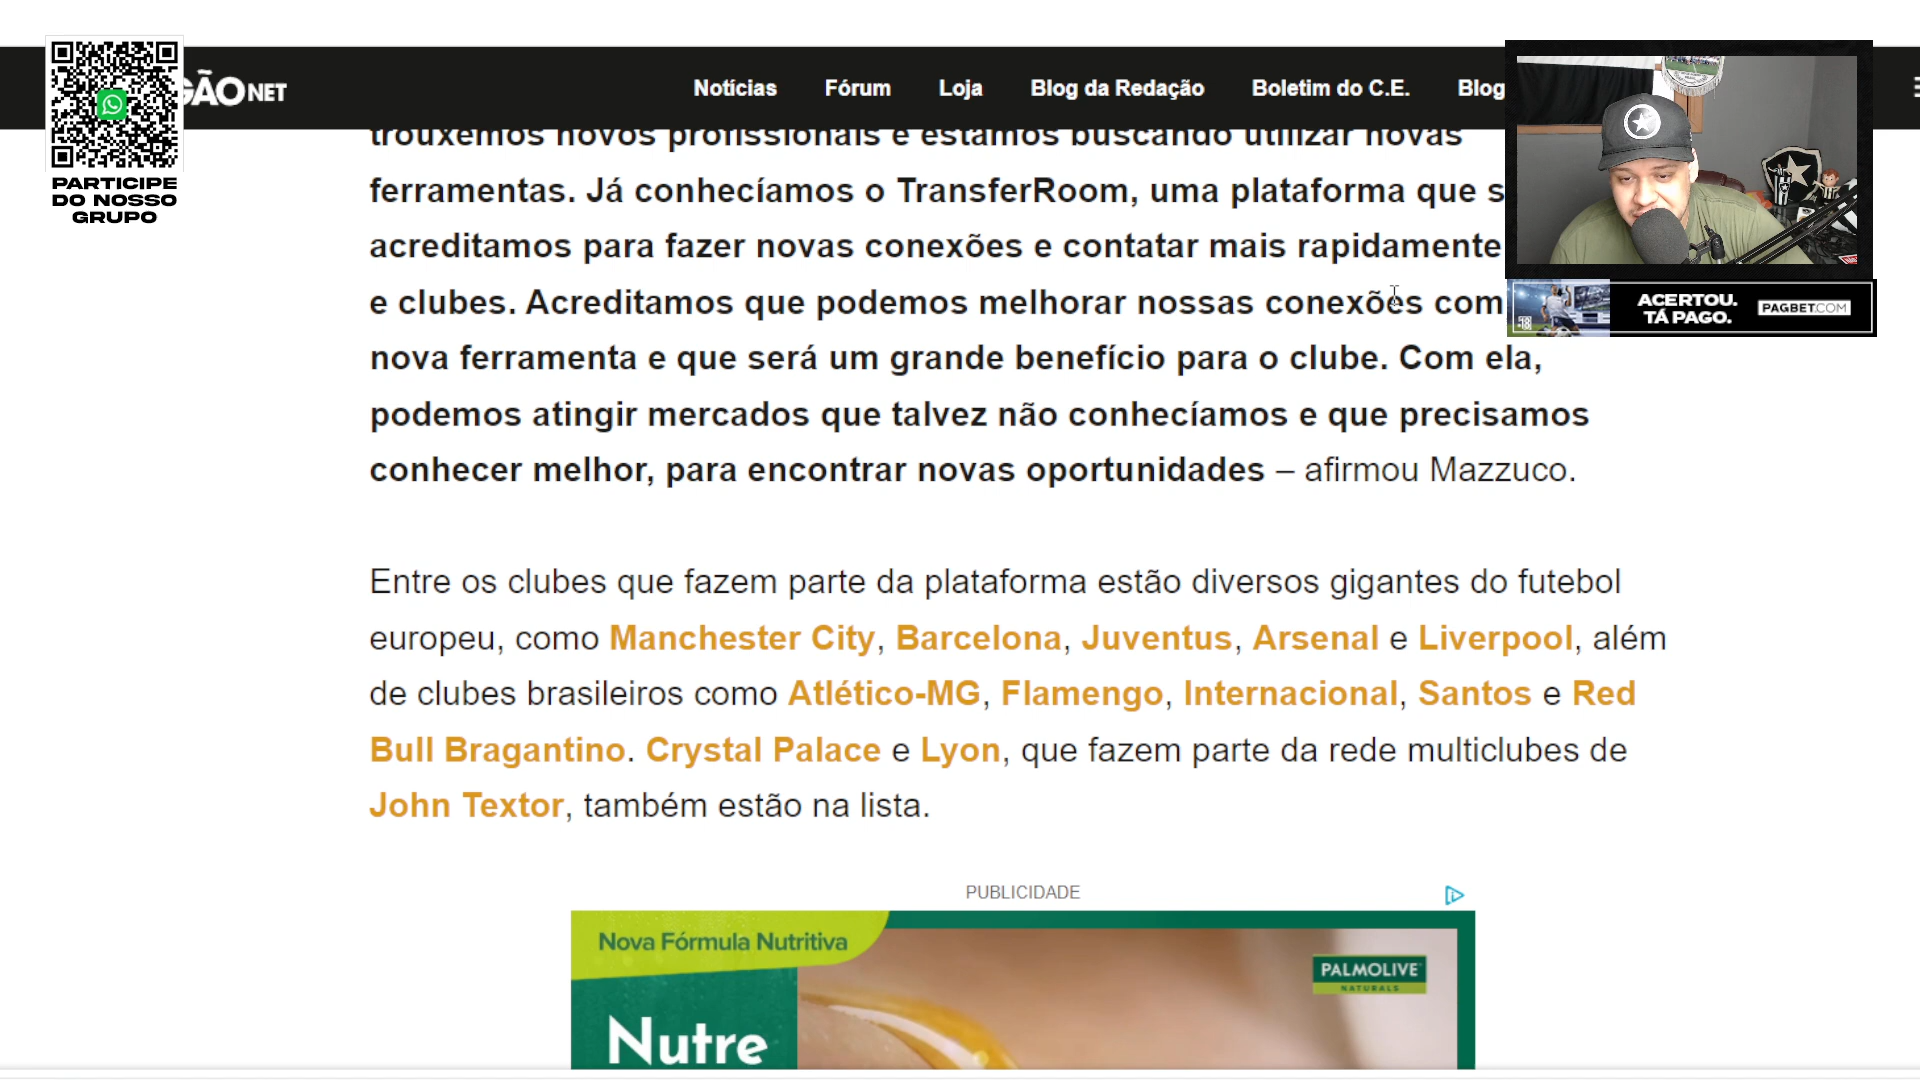 GÃO NET
Notícias Fórum Loja Blog da Redação Boletim do C.E. Blog
PARTICIPE
DO NOSSO
GRUPO
trouxemos novos profissionais e estamos buscando utilizar novas
ferramentas. Já conhecíamos o TransferRoom, uma plataforma que s
acreditamos para fazer novas conexões e contatar mais rapidamente
e clubes. Acreditamos que podemos melhorar nossas conexões com
nova ferramenta e que será um grande benefício para o clube. Com ela,
podemos atingir mercados que talvez não conhecíamos e que precisamos
conhecer melhor, para encontrar novas oportunidades – afirmou Mazzuco.
ACERTOU.
TÁ PAGO.
PAGBET.COM
18
Entre os clubes que fazem parte da plataforma estão diversos gigantes do futebol
europeu, como Manchester City, Barcelona, Juventus, Arsenal e Liverpool, além
de clubes brasileiros como Atlético-MG, Flamengo, Internacional, Santos e Red
Bull Bragantino. Crystal Palace e Lyon, que fazem parte da rede multiclubes de
John Textor, também estão na lista.
PUBLICIDADE
Nova Fórmula Nutritiva
PALMOLIVE
NATURALS
Nutre